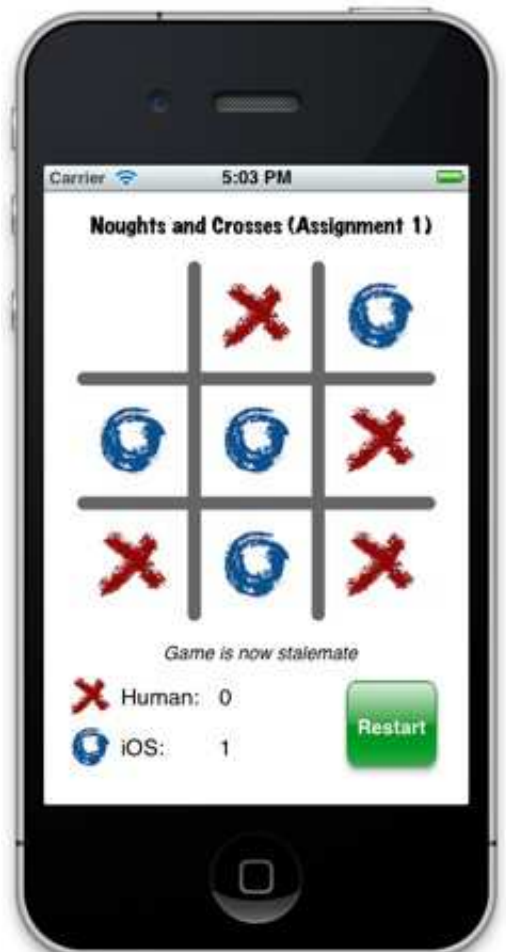 Carrier 5:03 PM
Noughts and Crosses (Assignment 1)
Game is now stalemate
Human: 0
iOS: 1
Restart